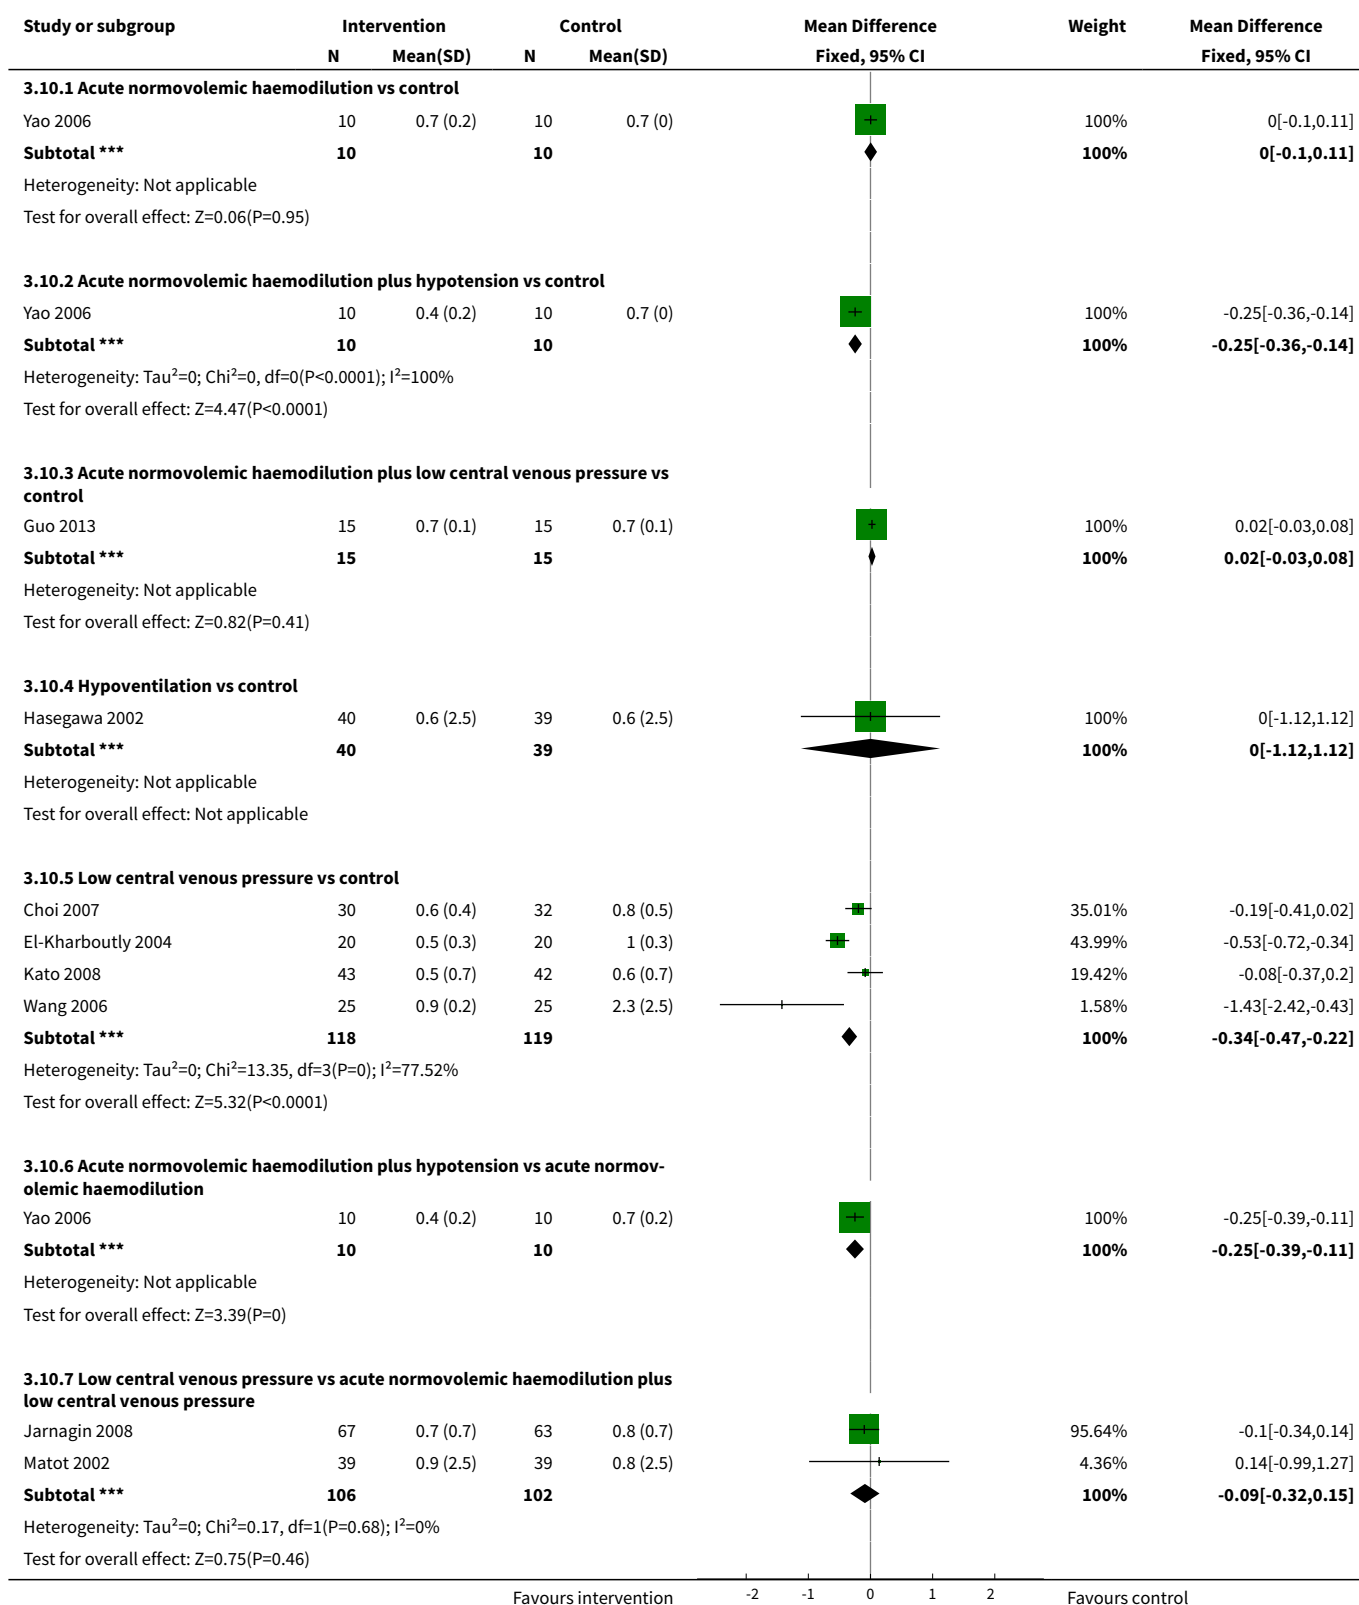 Study or subgroup Intervention Control Mean Difference Weight Mean Difference
N Mean(SD) N Mean(SD) Fixed, 95% CI Fixed, 95% CI
3.10.1 Acute normovolemic haemodilution vs control
Yao 2006 10 0.7 (0.2) 10 0.7 (0) 100% 0[-0.1,0.11]
Subtotal *** 10 10 100% 0[-0.1,0.11]
Heterogeneity: Not applicable
Test for overall effect: Z=0.06(P=0.95)
3.10.2 Acute normovolemic haemodilution plus hypotension vs control
Yao 2006 10 0.4 (0.2) 10 0.7 (0) 100% -0.25[-0.36,-0.14]
Subtotal *** 10 10 100% -0.25[-0.36,-0.14]
Heterogeneity: Tau²=0; Chi²=0, df=0(P<0.0001); I²=100%
Test for overall effect: Z=4.47(P<0.0001)
3.10.3 Acute normovolemic haemodilution plus low central venous pressure vs
control
Guo 2013 15 0.7 (0.1) 15 0.7 (0.1) 100% 0.02[-0.03,0.08]
Subtotal *** 15 15 100% 0.02[-0.03,0.08]
Heterogeneity: Not applicable
Test for overall effect: Z=0.82(P=0.41)
3.10.4 Hypoventilation vs control
Hasegawa 2002 40 0.6 (2.5) 39 0.6 (2.5) 100% 0[-1.12,1.12]
Subtotal *** 40 39 100% 0[-1.12,1.12]
Heterogeneity: Not applicable
Test for overall effect: Not applicable
3.10.5 Low central venous pressure vs control
Choi 2007 30 0.6 (0.4) 32 0.8 (0.5) 35.01% -0.19[-0.41,0.02]
El-Kharboutly 2004 20 0.5 (0.3) 20 1 (0.3) 43.99% -0.53[-0.72,-0.34]
Kato 2008 43 0.5 (0.7) 42 0.6 (0.7) 19.42% -0.08[-0.37,0.2]
Wang 2006 25 0.9 (0.2) 25 2.3 (2.5) 1.58% -1.43[-2.42,-0.43]
Subtotal *** 118 119 100% -0.34[-0.47,-0.22]
Heterogeneity: Tau²=0; Chi²=13.35, df=3(P=0); I²=77.52%
Test for overall effect: Z=5.32(P<0.0001)
3.10.6 Acute normovolemic haemodilution plus hypotension vs acute normov-
olemic haemodilution
Yao 2006 10 0.4 (0.2) 10 0.7 (0.2) 100% -0.25[-0.39,-0.11]
Subtotal *** 10 10 100% -0.25[-0.39,-0.11]
Heterogeneity: Not applicable
Test for overall effect: Z=3.39(P=0)
3.10.7 Low central venous pressure vs acute normovolemic haemodilution plus
low central venous pressure
Jarnagin 2008 67 0.7 (0.7) 63 0.8 (0.7) 95.64% -0.1[-0.34,0.14]
Matot 2002 39 0.9 (2.5) 39 0.8 (2.5) 4.36% 0.14[-0.99,1.27]
Subtotal *** 106 102 100% -0.09[-0.32,0.15]
Heterogeneity: Tau²=0; Chi²=0.17, df=1(P=0.68); I²=0%
Test for overall effect: Z=0.75(P=0.46)
Favours intervention -2 -1 0 1 2 Favours control